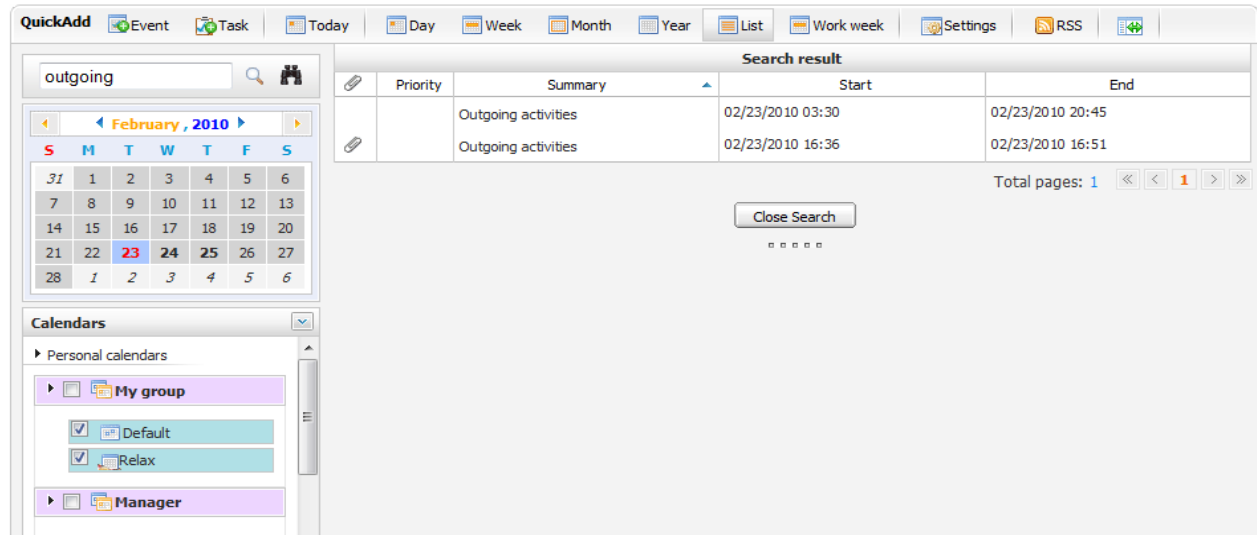 QuickAdd Event Task Today Day Week Month Year List Work week Settings RSS
outgoing
February , 2010
S M T W T F S
31 1 2 3 4 5 6
7 8 9 10 11 12 13
14 15 16 17 18 19 20
21 22 23 24 25 26 27
28 1 2 3 4 5 6
Calendars
Personal calendars
My group
Default
Relax
Manager
Search result
Priority Summary Start End
Outgoing activities 02/23/2010 03:30 02/23/2010 20:45
Outgoing activities 02/23/2010 16:36 02/23/2010 16:51
Total pages: 1 « < 1 > »
Close Search